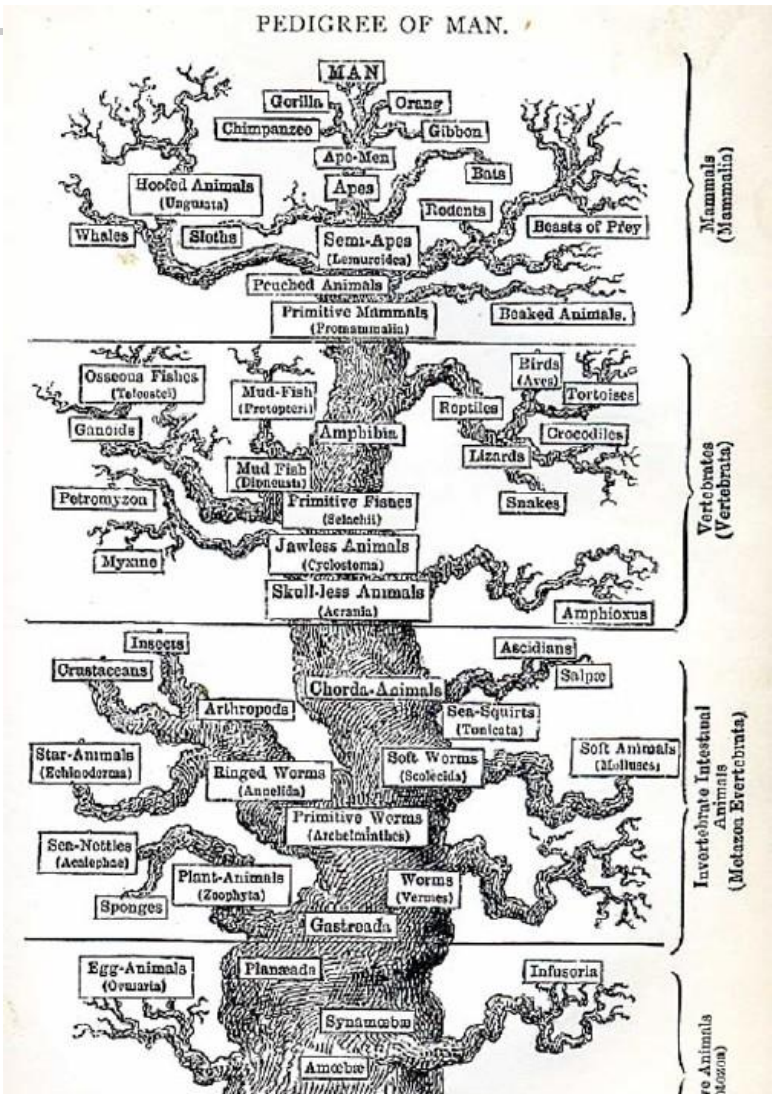 PEDIGREE OF MAN.
MAN
Gorilla
Orang
Chimpanzee
Gibbon
Ape-Men
Bats
Apes
Hoofed Animals
(Ungulata)
Rodents
Beasts of Prey
Whales
Sloths
Semi-Apes
(Lemuroidea)
Pouched Animals
Primitive Mammals
(Promammalia)
Beaked Animals.
Mammals
(Mammalia)
Osseous Fishes
(Teleostei)
Mud-Fish
(Protopteri)
Birds
(Aves)
Tortoises
Reptiles
Ganoids
Amphibia
Crocodiles
Lizards
Mud Fish
(Dipneusta)
Petromyzon
Primitive Fishes
(Selachii)
Snakes
Jawless Animals
(Cyclostoma)
Myxine
Skull-less Animals
(Acrania)
Amphioxus
Vertebrates
(Vertebrata)
Insects
Ascidians
Crustaceans
Salpæ
Chorda-Animals
Arthropods
Sea-Squirts
(Tunicata)
Star-Animals
(Echinoderma)
Soft Worms
(Scolecida)
Soft Animals
(Molluscs)
Ringed Worms
(Annelida)
Primitive Worms
(Archelminthes)
Sea-Nettles
(Acalephae)
Plant-Animals
(Zoophyta)
Worms
(Vermes)
Sponges
Gastreada
Invertebrate Intestinal
Animals
(Metazoa Evertebrata)
Egg-Animals
(Ovularia)
Planæada
Infusoria
Synamœbæ
Amœbæ
Animals